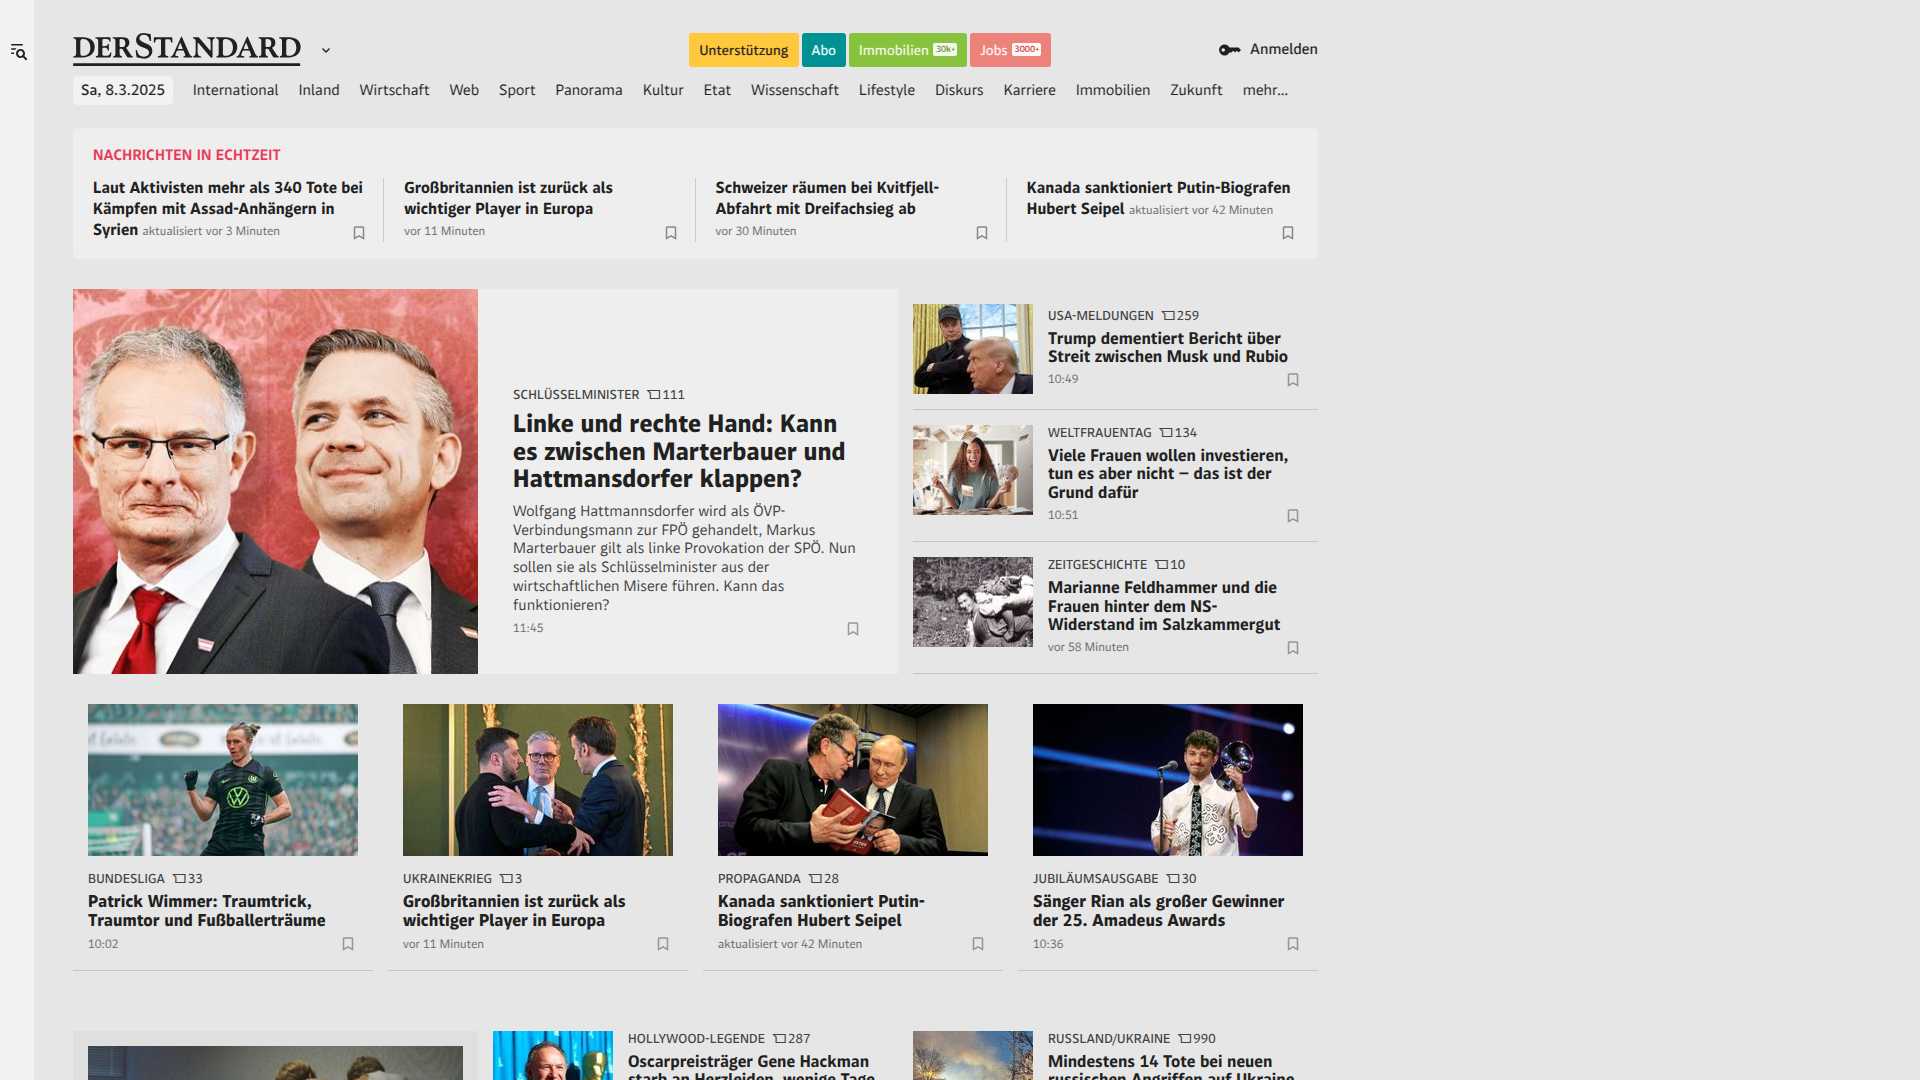 DERSTANDARD
Unterstützung
Abo
Immobilien 30k+
Jobs 3000+
Anmelden
Sa, 8.3.2025 International Inland Wirtschaft Web Sport Panorama Kultur Etat Wissenschaft Lifestyle Diskurs Karriere Immobilien Zukunft mehr...
NACHRICHTEN IN ECHTZEIT
Laut Aktivisten mehr als 340 Tote bei
Kämpfen mit Assad-Anhängern in
Syrien aktualisiert vor 3 Minuten
Großbritannien ist zurück als
wichtiger Player in Europa
vor 11 Minuten
Schweizer räumen bei Kvitfjell-
Abfahrt mit Dreifachsieg ab
vor 30 Minuten
Kanada sanktioniert Putin-Biografen
Hubert Seipel aktualisiert vor 42 Minuten
SCHLÜSSELMINISTER 111
Linke und rechte Hand: Kann
es zwischen Marterbauer und
Hattmansdorfer klappen?
Wolfgang Hattmannsdorfer wird als ÖVP-
Verbindungsmann zur FPÖ gehandelt, Markus
Marterbauer gilt als linke Provokation der SPÖ. Nun
sollen sie als Schlüsselminister aus der
wirtschaftlichen Misere führen. Kann das
funktionieren?
11:45
USA-MELDUNGEN 259
Trump dementiert Bericht über
Streit zwischen Musk und Rubio
10:49
WELTFRAUENTAG 134
Viele Frauen wollen investieren,
tun es aber nicht – das ist der
Grund dafür
10:51
ZEITGESCHICHTE 10
Marianne Feldhammer und die
Frauen hinter dem NS-
Widerstand im Salzkammergut
vor 58 Minuten
BUNDESLIGA 33
Patrick Wimmer: Traumtrick,
Traumtor und Fußballerträume
10:02
UKRAINEKRIEG 3
Großbritannien ist zurück als
wichtiger Player in Europa
vor 11 Minuten
PROPAGANDA 28
Kanada sanktioniert Putin-
Biografen Hubert Seipel
aktualisiert vor 42 Minuten
JUBILÄUMSAUSGABE 30
Sänger Rian als großer Gewinner
der 25. Amadeus Awards
10:36
HOLLYWOOD-LEGENDE 287
Oscarpreisträger Gene Hackman
starb an Herzleiden, wenige Tage
RUSSLAND/UKRAINE 990
Mindestens 14 Tote bei neuen
russischen Angriffen auf Ukraine